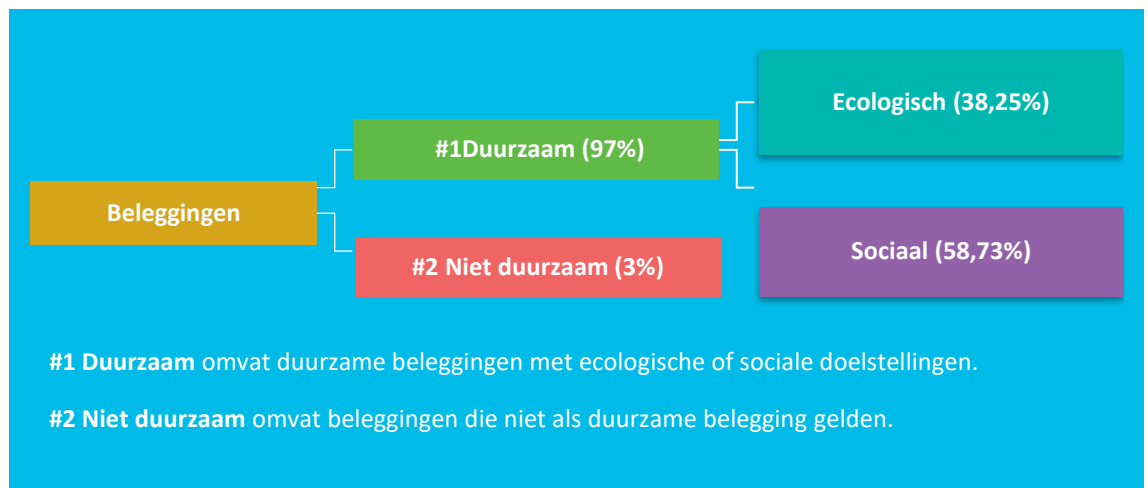 Ecologisch (38,25%)
#1Duurzaam (97%)
Beleggingen
#2 Niet duurzaam (3%)
Sociaal (58,73%)
#1 Duurzaam omvat duurzame beleggingen met ecologische of sociale doelstellingen.
#2 Niet duurzaam omvat beleggingen die niet als duurzame belegging gelden.